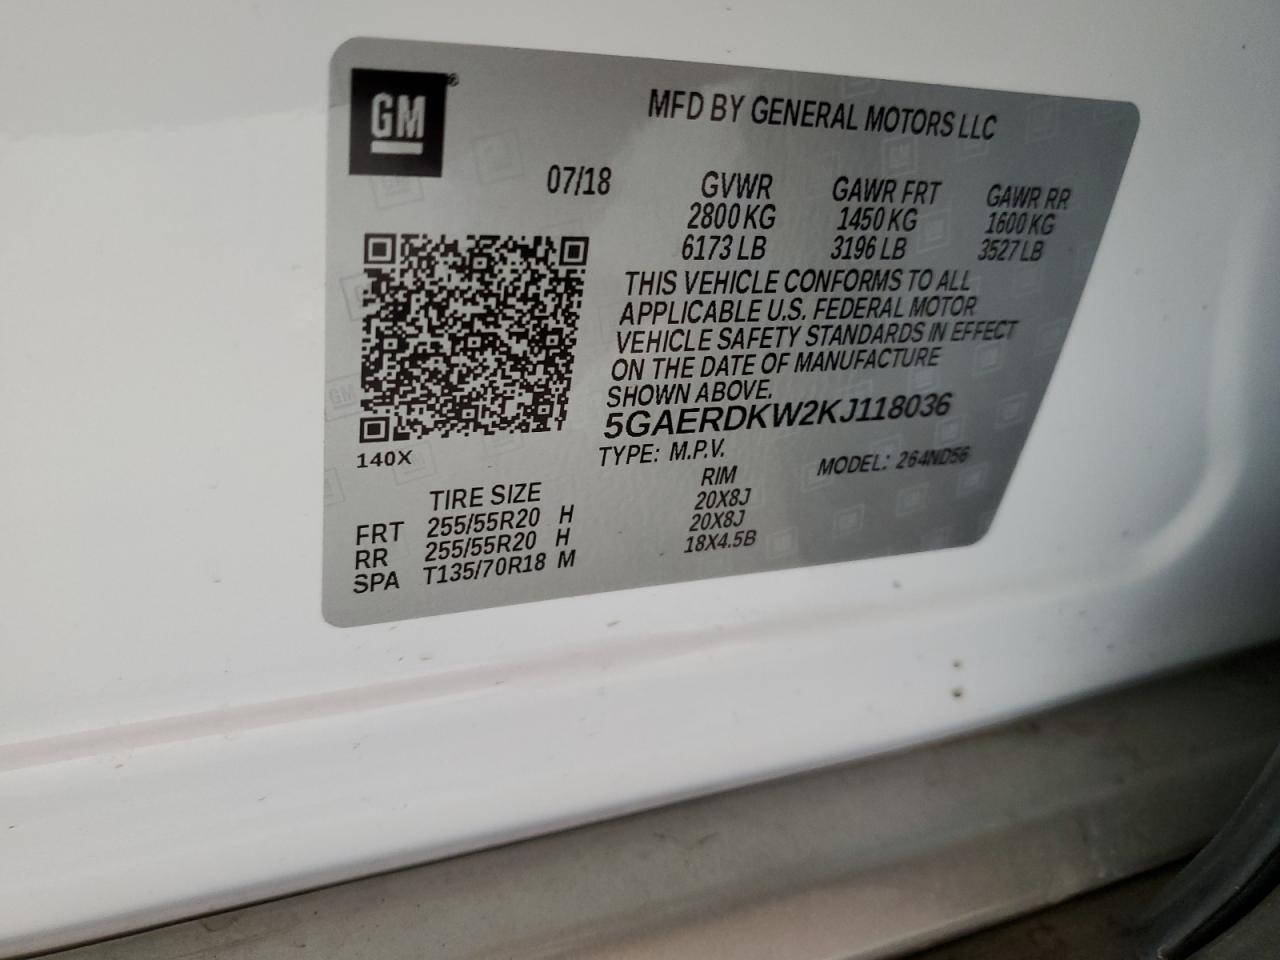 GM®
MFD BY GENERAL MOTORS LLC
07/18 GVWR GAWR FRT GAWR RR
2800 KG 1450 KG 1600 KG
6173 LB 3196 LB 3527 LB
THIS VEHICLE CONFORMS TO ALL
APPLICABLE U.S. FEDERAL MOTOR
VEHICLE SAFETY STANDARDS IN EFFECT
ON THE DATE OF MANUFACTURE
SHOWN ABOVE.
5GAERDKW2KJ118036
140X
TYPE: M.P.V. MODEL: 264ND56
TIRE SIZE RIM
FRT 255/55R20 H 20X8J
RR 255/55R20 H 20X8J
SPA T135/70R18 M 18X4.5B